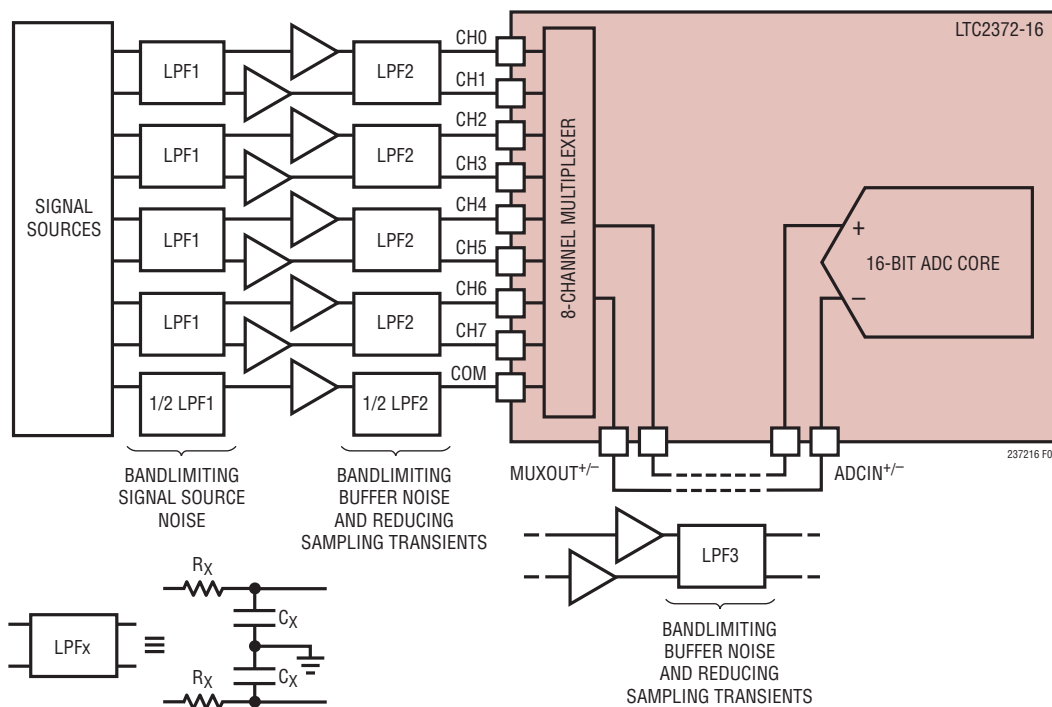 LTC2372-16
SIGNAL
SOURCES
LPF1
LPF1
LPF1
LPF1
1/2 LPF1
LPF2
LPF2
LPF2
LPF2
1/2 LPF2
CH0
CH1
CH2
CH3
CH4
CH5
CH6
CH7
COM
8-CHANNEL MULTIPLEXER
+
16-BIT ADC CORE
–
237216 F0
MUXOUT+/–
ADCIN+/–
BANDLIMITING
SIGNAL SOURCE
NOISE
BANDLIMITING
BUFFER NOISE
AND REDUCING
SAMPLING TRANSIENTS
LPF3
BANDLIMITING
BUFFER NOISE
AND REDUCING
SAMPLING TRANSIENTS
LPFx
≡
RX
CX
CX
RX